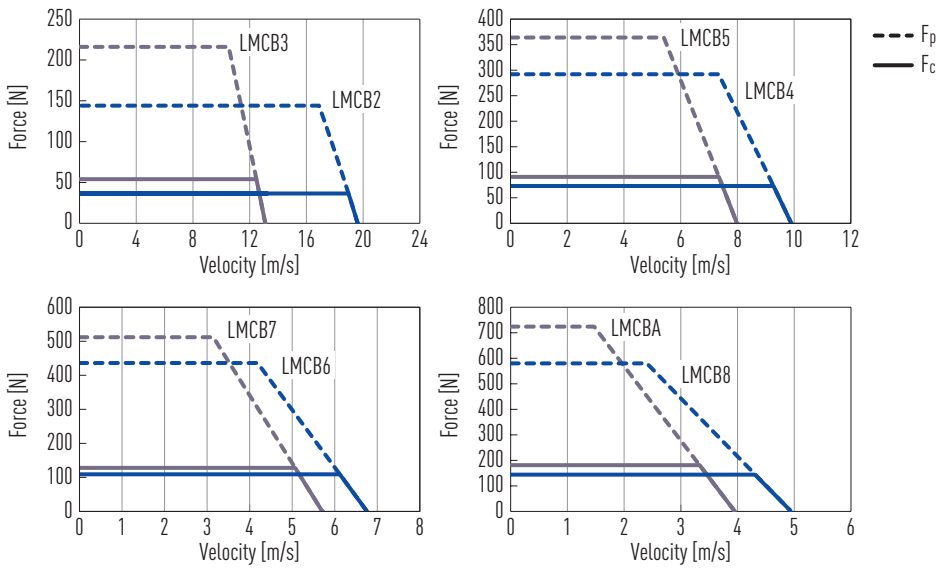 250
200
150
100
50
0
Force [N]
LMCB3
LMCB2
0 4 8 12 16 20 24
Velocity [m/s]
400
350
300
250
200
150
100
50
0
Force [N]
LMCB5
LMCB4
0 2 4 6 8 10 12
Velocity [m/s]
Fp
Fc
600
500
400
300
200
100
0
Force [N]
LMCB7
LMCB6
0 1 2 3 4 5 6 7 8
Velocity [m/s]
800
700
600
500
400
300
200
100
0
Force [N]
LMCBA
LMCB8
0 1 2 3 4 5 6
Velocity [m/s]